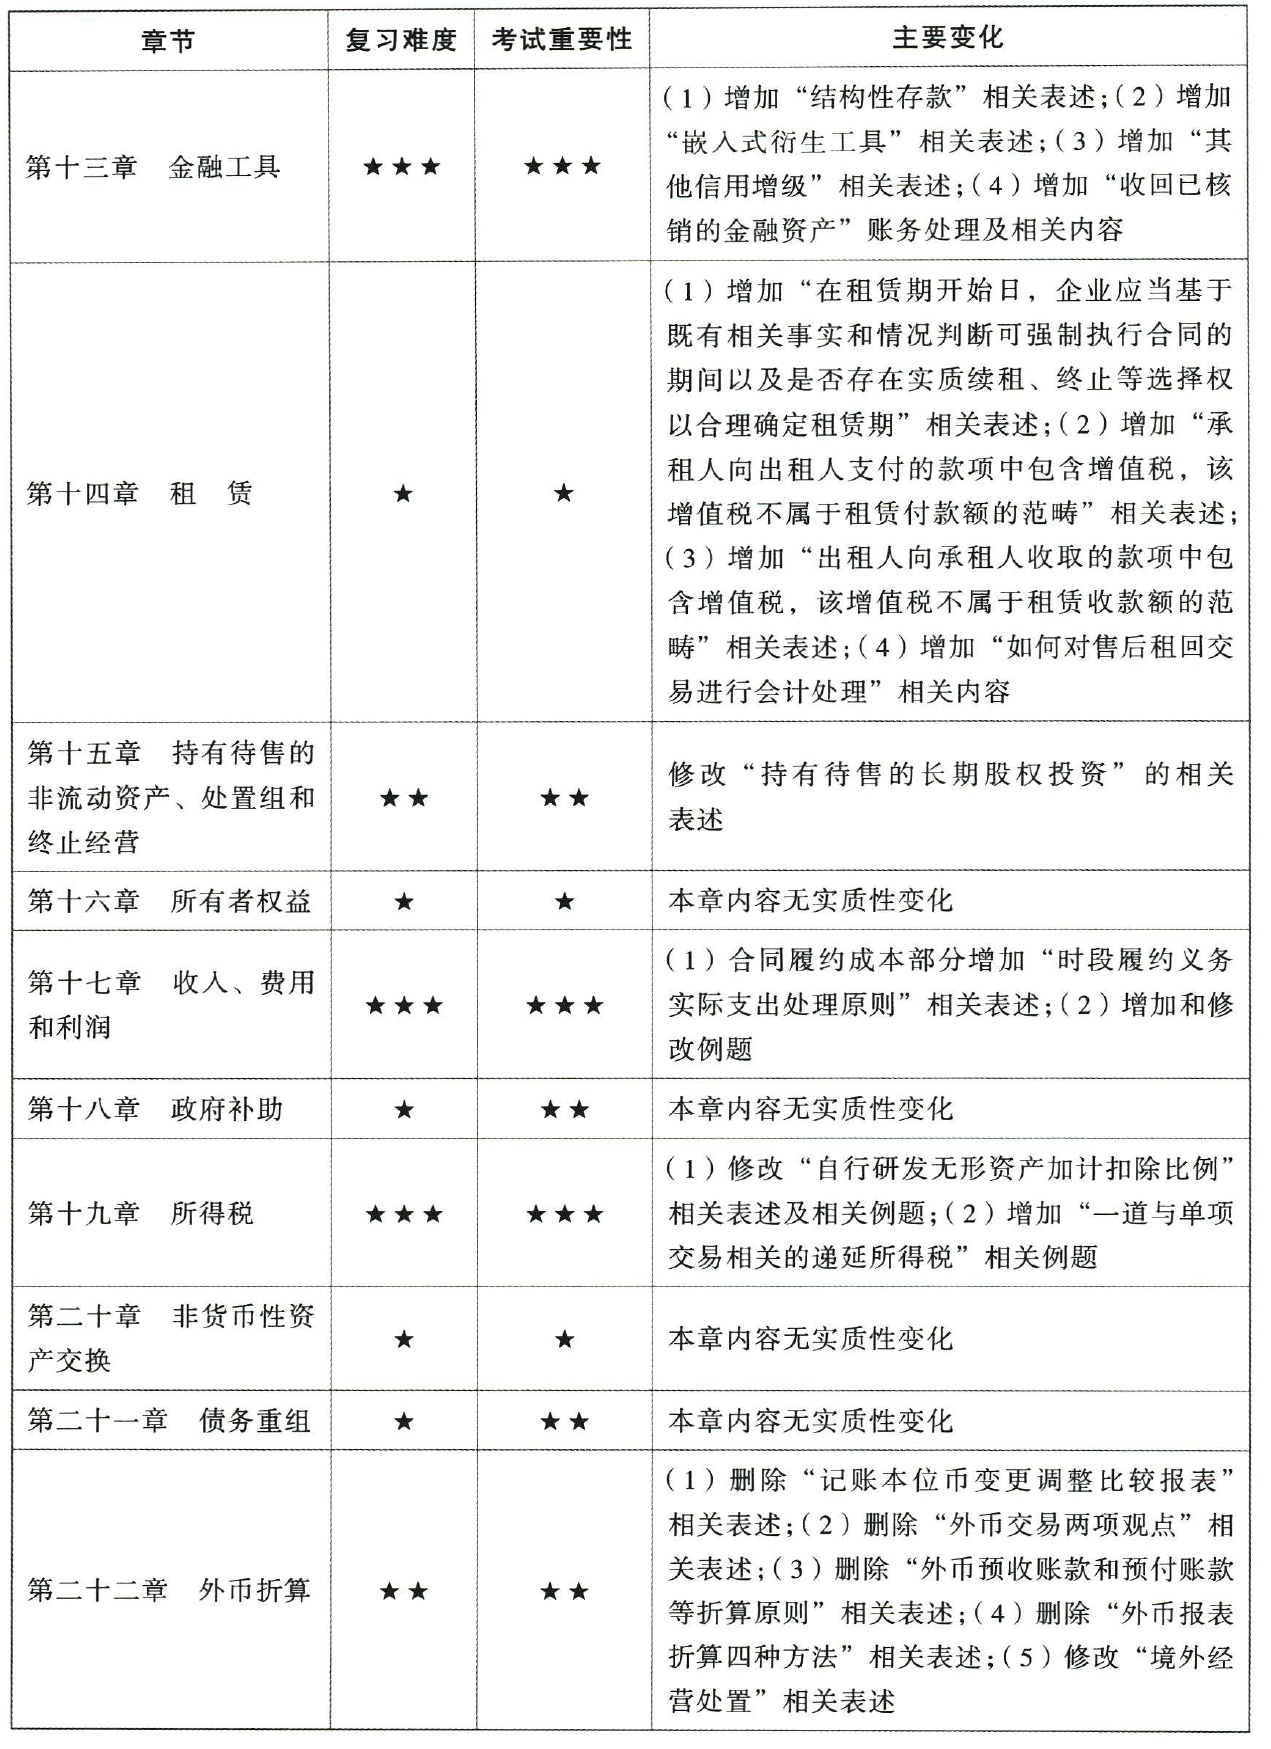 章节 复习难度 考试重要性 主要变化
第十三章 金融工具 ★★★ ★★★
(1)增加“结构性存款”相关表述;(2)增加
“嵌入式衍生工具”相关表述;(3)增加“其
他信用增级”相关表述;(4)增加“收回已核
销的金融资产”账务处理及相关内容
第十四章 租 赁 ★ ★
(1)增加“在租赁期开始日，企业应当基于
既有相关事实和情况判断可强制执行合同的
期间以及是否存在实质续租、终止等选择权
以合理确定租赁期”相关表述;(2)增加“承
租人向出租人支付的款项中包含增值税，该
增值税不属于租赁付款额的范畴”相关表述;
(3)增加“出租人向承租人收取的款项中包
含增值税，该增值税不属于租赁收款额的范
畴”相关表述;(4)增加“如何对售后租回交
易进行会计处理”相关内容
第十五章 持有待售的
非流动资产、处置组和
终止经营
★★ ★★
修改“持有待售的长期股权投资”的相关
表述
第十六章 所有者权益 ★ ★ 本章内容无实质性变化
第十七章 收入、费用
和利润
★★★ ★★★
(1)合同履约成本部分增加“时段履约义务
实际支出处理原则”相关表述;(2)增加和修
改例题
第十八章 政府补助 ★ ★★ 本章内容无实质性变化
第十九章 所得税 ★★★ ★★★
(1)修改“自行研发无形资产加计扣除比例”
相关表述及相关例题;(2)增加“一道与单项
交易相关的递延所得税”相关例题
第二十章 非货币性资
产交换
★ ★ 本章内容无实质性变化
第二十一章 债务重组 ★ ★★ 本章内容无实质性变化
第二十二章 外币折算 ★★ ★★
(1)删除“记账本位币变更调整比较报表”
相关表述;(2)删除“外币交易两项观点”相
关表述;(3)删除“外币预收账款和预付账款
等折算原则”相关表述;(4)删除“外币报表
折算四种方法”相关表述;(5)修改“境外经
营处置”相关表述